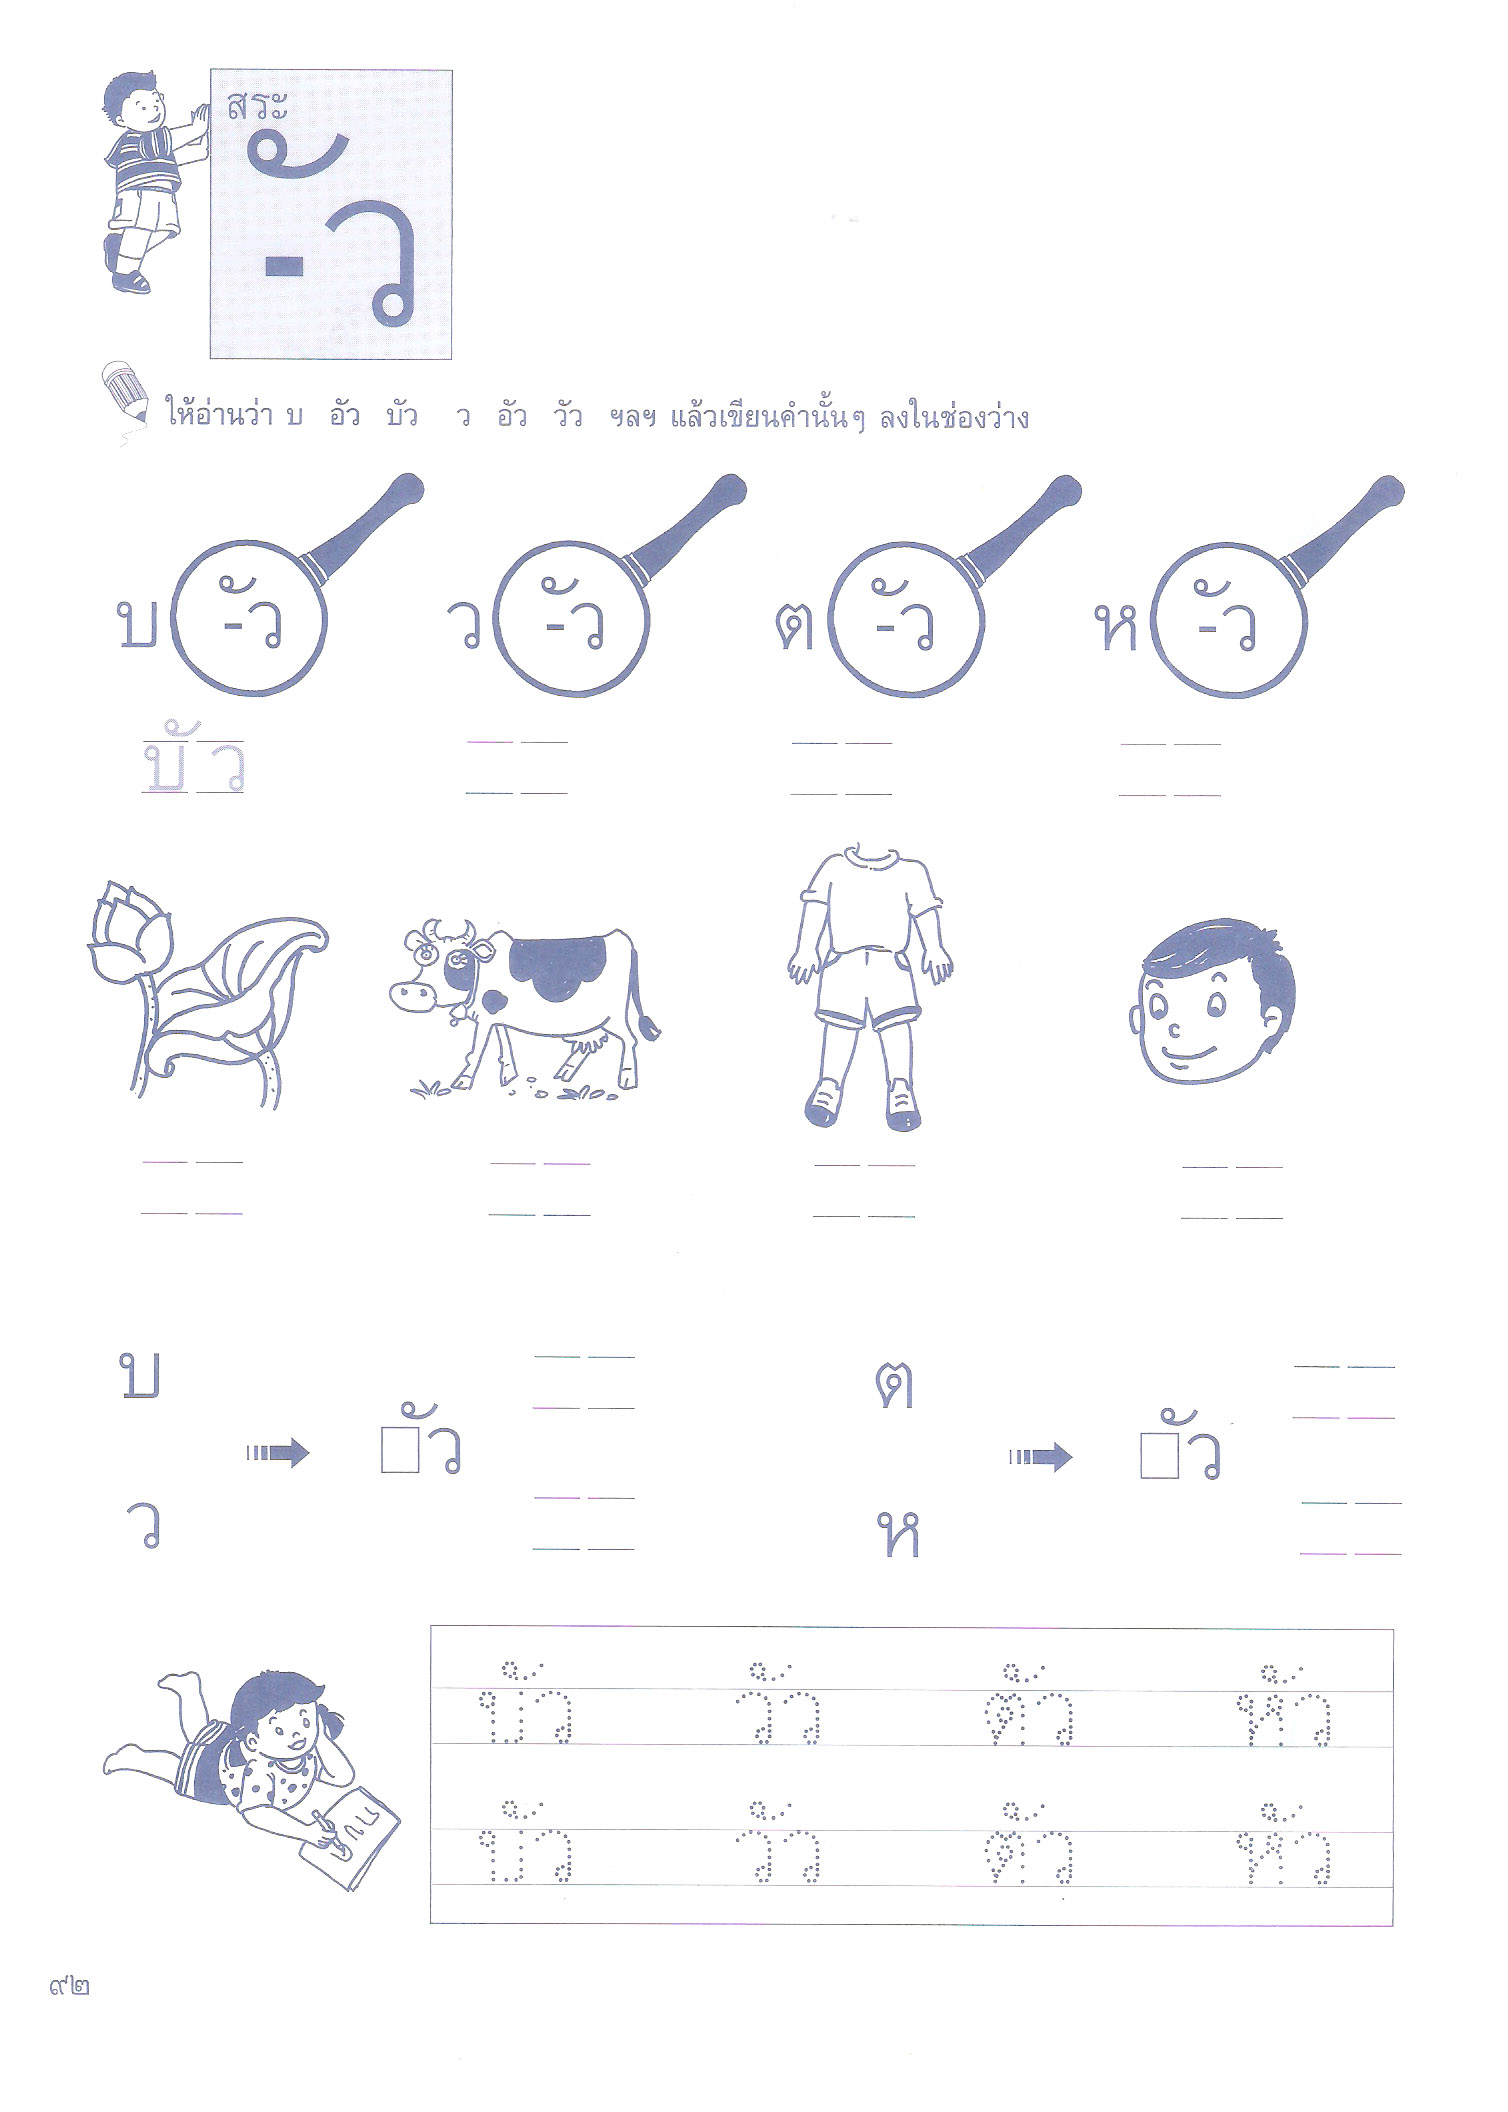 สระ
-ัว
ให้อ่านว่า บ อัว บัว ว อัว วัว ฯลฯ แล้วเขียนคำนั้นๆ ลงในช่องว่าง
บ -ัว ว -ัว ต -ัว ห -ัว
บัว
บ ต
□ัว □ัว
ว ห
บัว วัว ตัว หัว
บัว วัว ตัว หัว
๙๒